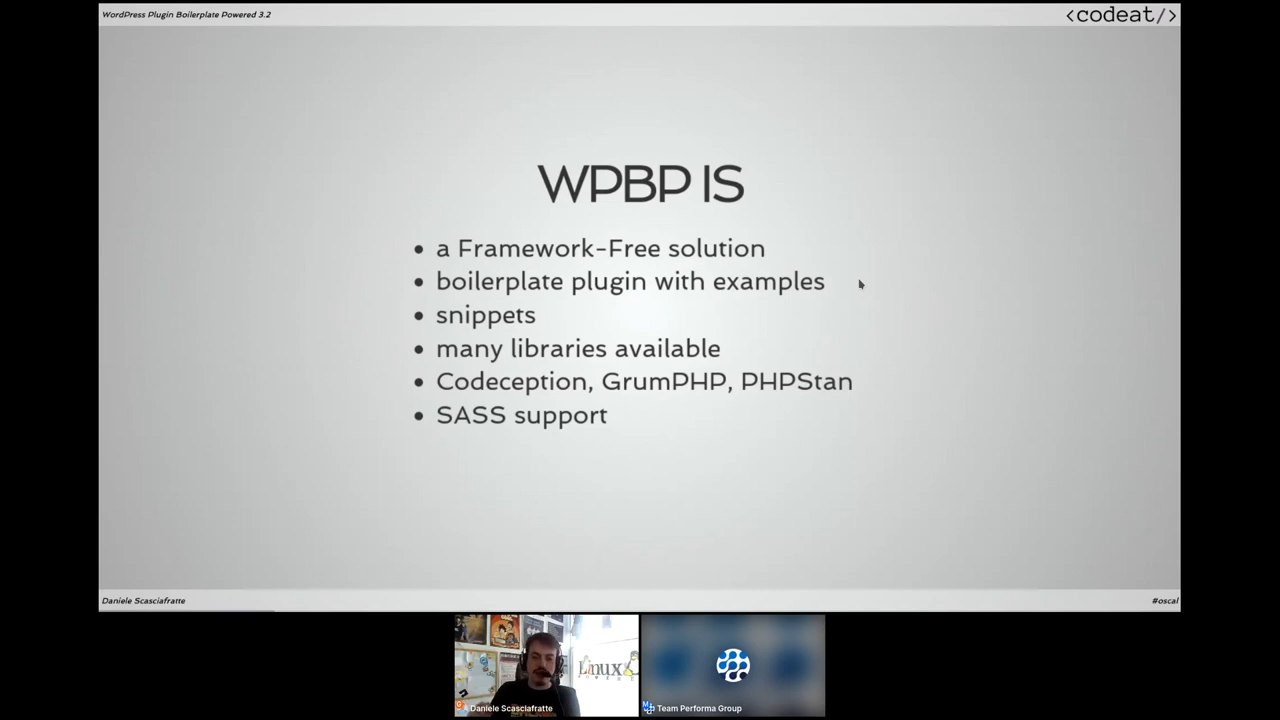 WordPress Plugin Boilerplate Powered 3.2
<codeat/>
WPBP IS
a Framework-Free solution
boilerplate plugin with examples
snippets
many libraries available
Codeception, GrumPHP, PHPStan
SASS support
Daniele Scasciafratte
#oscal
Linux
Daniele Scasciafratte
Team Performa Group